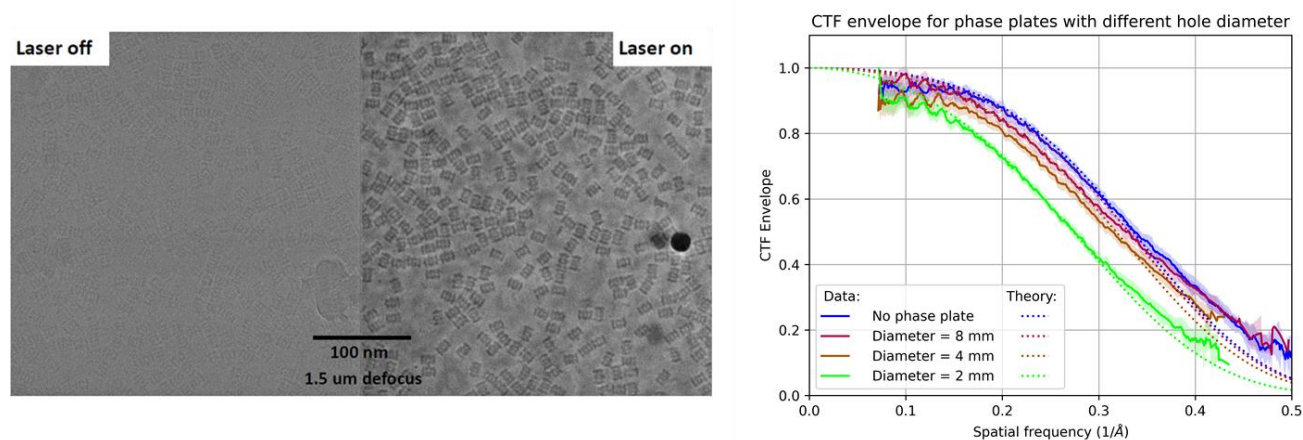 Laser off
Laser on
100 nm
1.5 um defocus
CTF envelope for phase plates with different hole diameter
CTF Envelope
1.0
0.8
0.6
0.4
0.2
0.0
Data: Theory:
No phase plate
Diameter = 8 mm
Diameter = 4 mm
Diameter = 2 mm
0.0 0.1 0.2 0.3 0.4 0.5
Spatial frequency (1/Å)